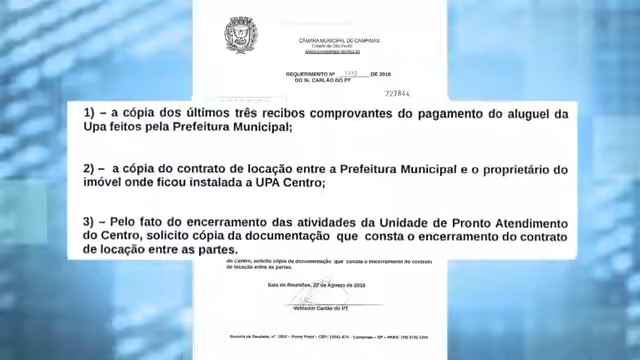 CÂMARA MUNICIPAL DE CAMPINAS
Estado de São Paulo
REQUERIMENTO Nº DE 2018
DO Sr. CARLÃO DO PT
227844
1) – a cópia dos últimos três recibos comprovantes do pagamento do aluguel da
Upa feitos pela Prefeitura Municipal;
2) – a cópia do contrato de locação entre a Prefeitura Municipal e o proprietário do
imóvel onde ficou instalada a UPA Centro;
3) – Pelo fato do encerramento das atividades da Unidade de Pronto Atendimento
do Centro, solicito cópia da documentação que consta o encerramento do contrato
de locação entre as partes.
do Centro, solicito cópia da documentação que consta o encerramento do contrato
de locação entre as partes.
Sala de Reuniões, 27 de Agosto de 2018
Vereador Carlão do PT